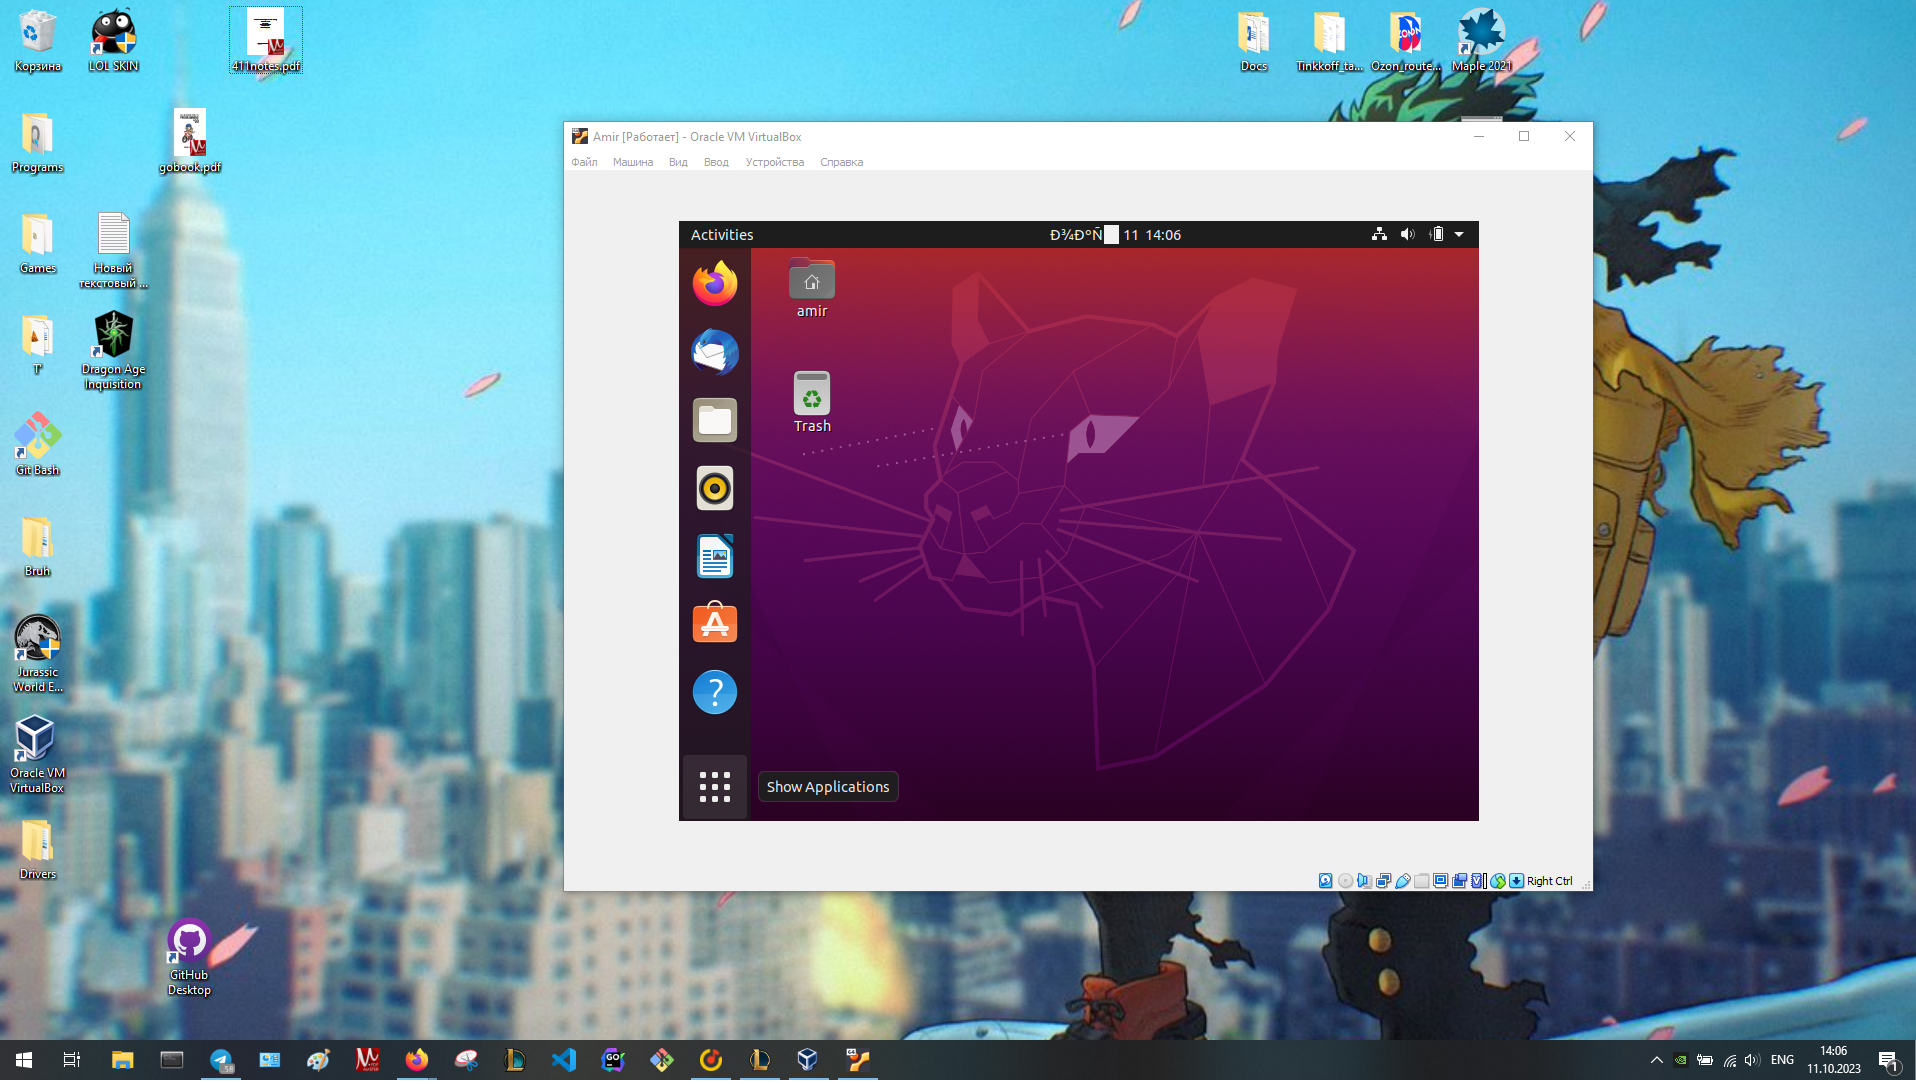 Корзина
LOL SKIN
411notes.pdf
Docs
Tinkkoff_ta...
Ozon_route...
Maple 2021
Programs
gobook.pdf
Games
Новый
текстовый ...
T'
Dragon Age
Inquisition
Git Bash
Bruh
Jurassic
World E...
Oracle VM
VirtualBox
Drivers
GitHub
Desktop
Amir [Работает] - Oracle VM VirtualBox
Файл Машина Вид Ввод Устройства Справка
Activities
Ð¾ÐºÑ 11 14:06
amir
Trash
Show Applications
Right Ctrl
ENG
14:06
11.10.2023
1